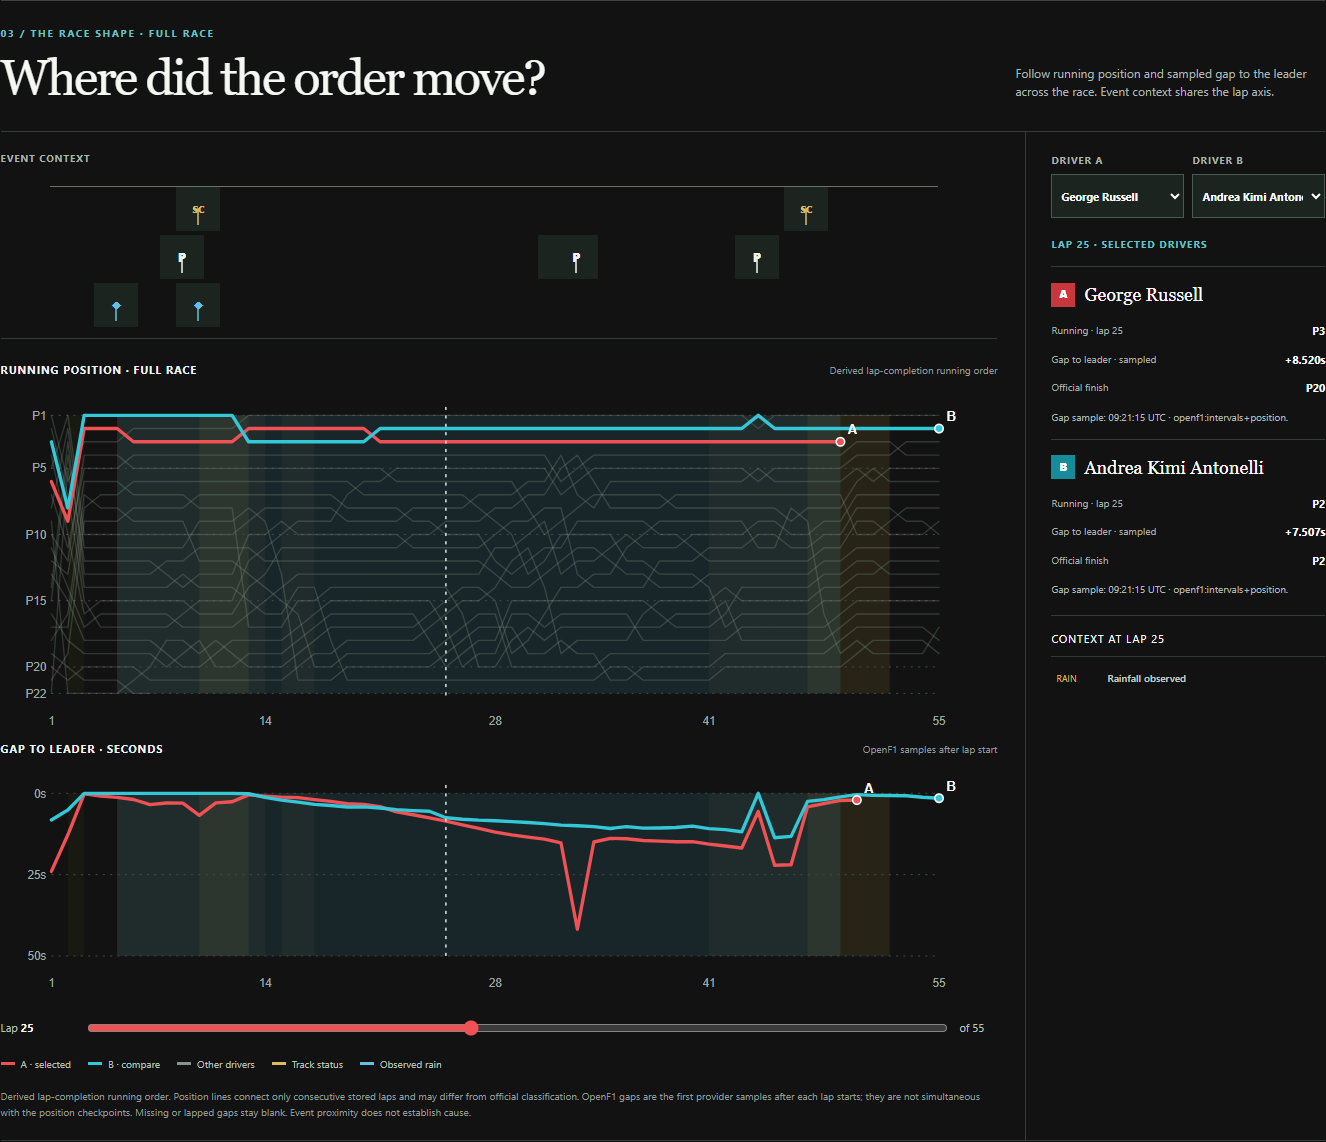 03 / THE RACE SHAPE · FULL RACE
Where did the order move?
Follow running position and sampled gap to the leader
across the race. Event context shares the lap axis.
EVENT CONTEXT
SC
SC
P
P
P
RUNNING POSITION · FULL RACE
Derived lap-completion running order
P1
P5
P10
P15
P20
P22
A
B
1
14
28
41
55
GAP TO LEADER · SECONDS
OpenF1 samples after lap start
0s
25s
50s
A
B
1
14
28
41
55
Lap 25
of 55
A · selected
B · compare
Other drivers
Track status
Observed rain
Derived lap-completion running order. Position lines connect only consecutive stored laps and may differ from official classification. OpenF1 gaps are the first provider samples after each lap starts; they are not simultaneous
with the position checkpoints. Missing or lapped gaps stay blank. Event proximity does not establish cause.
DRIVER A
DRIVER B
George Russell
Andrea Kimi Anton
LAP 25 · SELECTED DRIVERS
A George Russell
Running · lap 25 P3
Gap to leader · sampled +8.520s
Official finish P20
Gap sample: 09:21:15 UTC · openf1:intervals+position.
B Andrea Kimi Antonelli
Running · lap 25 P2
Gap to leader · sampled +7.507s
Official finish P2
Gap sample: 09:21:15 UTC · openf1:intervals+position.
CONTEXT AT LAP 25
RAIN Rainfall observed